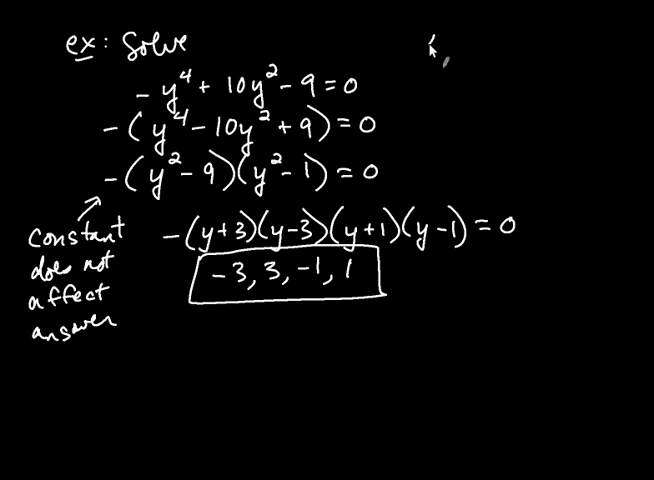 ex: Solve
-y⁴ + 10y² - 9 = 0
-(y⁴ - 10y² + 9) = 0
-(y² - 9)(y² - 1) = 0
-(y+3)(y-3)(y+1)(y-1) = 0
-3, 3, -1, 1
constant
does not
affect
answer